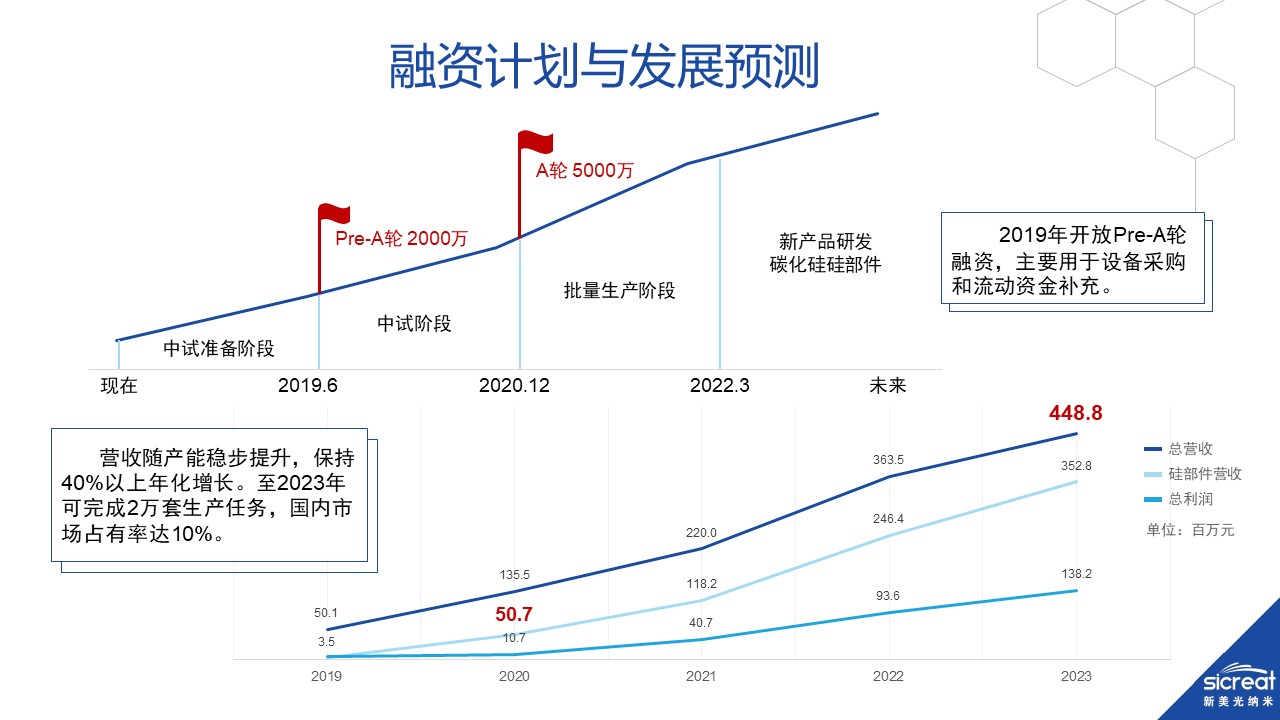 融资计划与发展预测
A轮 5000万
Pre-A轮 2000万
新产品研发
碳化硅硅部件
批量生产阶段
中试阶段
中试准备阶段
现在
2019.6
2020.12
2022.3
未来
2019年开放Pre-A轮
融资，主要用于设备采购
和流动资金补充。
营收随产能稳步提升，保持
40%以上年化增长。至2023年
可完成2万套生产任务，国内市
场占有率达10%。
448.8
363.5
352.8
220.0
246.4
135.5
118.2
138.2
50.1
50.7
93.6
3.5
10.7
40.7
2019
2020
2021
2022
2023
总营收
硅部件营收
总利润
单位：百万元
sicreat
新美光纳米